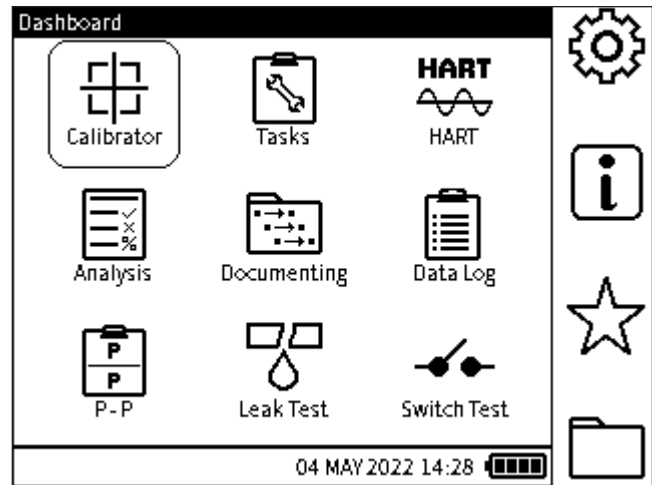 Dashboard
HART
Calibrator Tasks HART
✓
×
%
Analysis Documenting Data Log
P
P
P-P Leak Test Switch Test
04 MAY 2022 14:28
i